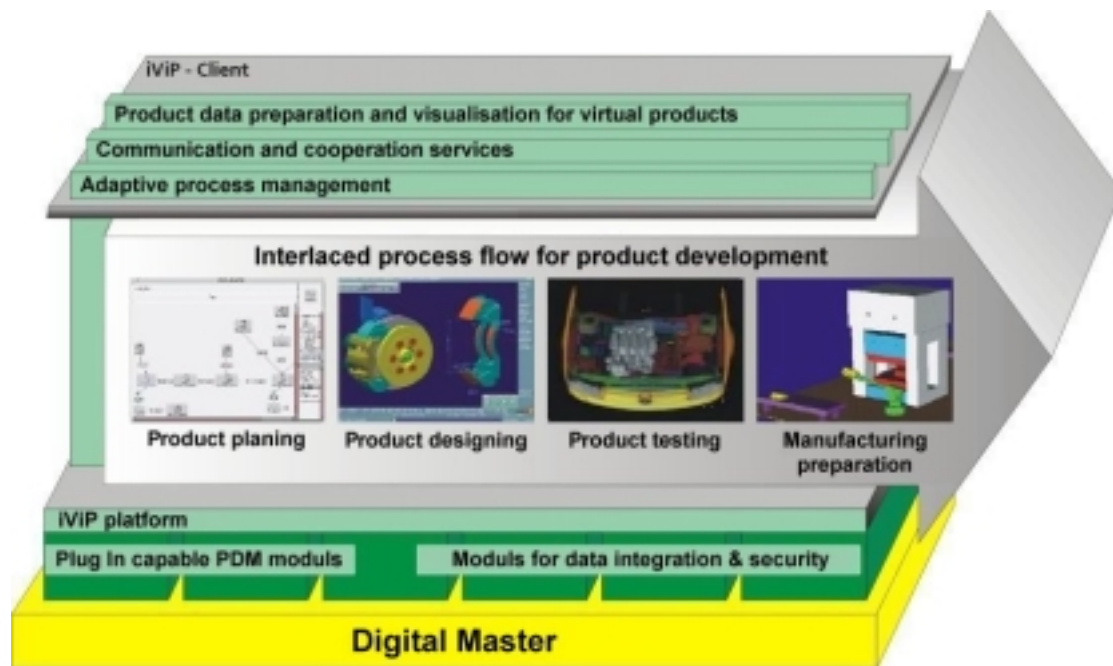 iViP - Client
Product data preparation and visualisation for virtual products
Communication and cooperation services
Adaptive process management
Interlaced process flow for product development
Product planing
Product designing
Product testing
Manufacturing
preparation
iViP platform
Plug In capable PDM moduls
Moduls for data integration & security
Digital Master